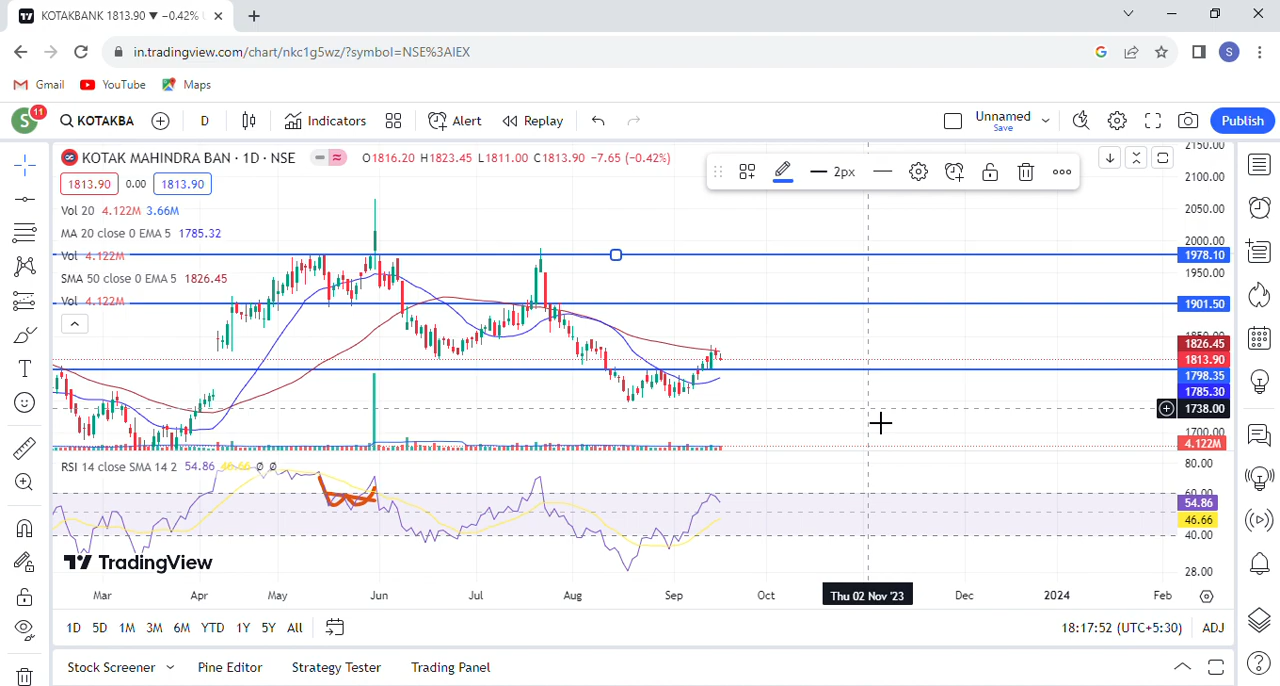 KOTAKBANK 1813.90 ▼ −0.42%
in.tradingview.com/chart/nkc1g5wz/?symbol=NSE%3AIEX
G
S
Gmail
YouTube
Maps
S
11
KOTAKBA
D
Indicators
Alert
Replay
Unnamed
Save
Publish
KOTAK MAHINDRA BAN · 1D · NSE
O1816.20 H1823.45 L1811.00 C1813.90 −7.65 (−0.42%)
2px
1813.90 0.00 1813.90
Vol 20 4.122M 3.66M
MA 20 close 0 EMA 5 1785.32
Vol 4.122M
SMA 50 close 0 EMA 5 1826.45
Vol 4.122M
2150.00
2100.00
2050.00
2000.00
1978.10
1950.00
1901.50
1850.00
1826.45
1813.90
1798.35
1785.30
1738.00
1700.00
4.122M
RSI 14 close SMA 14 2 54.86 46.66 Ø Ø
80.00
60.00
54.86
46.66
40.00
28.00
TradingView
Mar Apr May Jun Jul Aug Sep Oct Thu 02 Nov '23 Dec 2024 Feb
1D 5D 1M 3M 6M YTD 1Y 5Y All
18:17:52 (UTC+5:30) ADJ
Stock Screener Pine Editor Strategy Tester Trading Panel